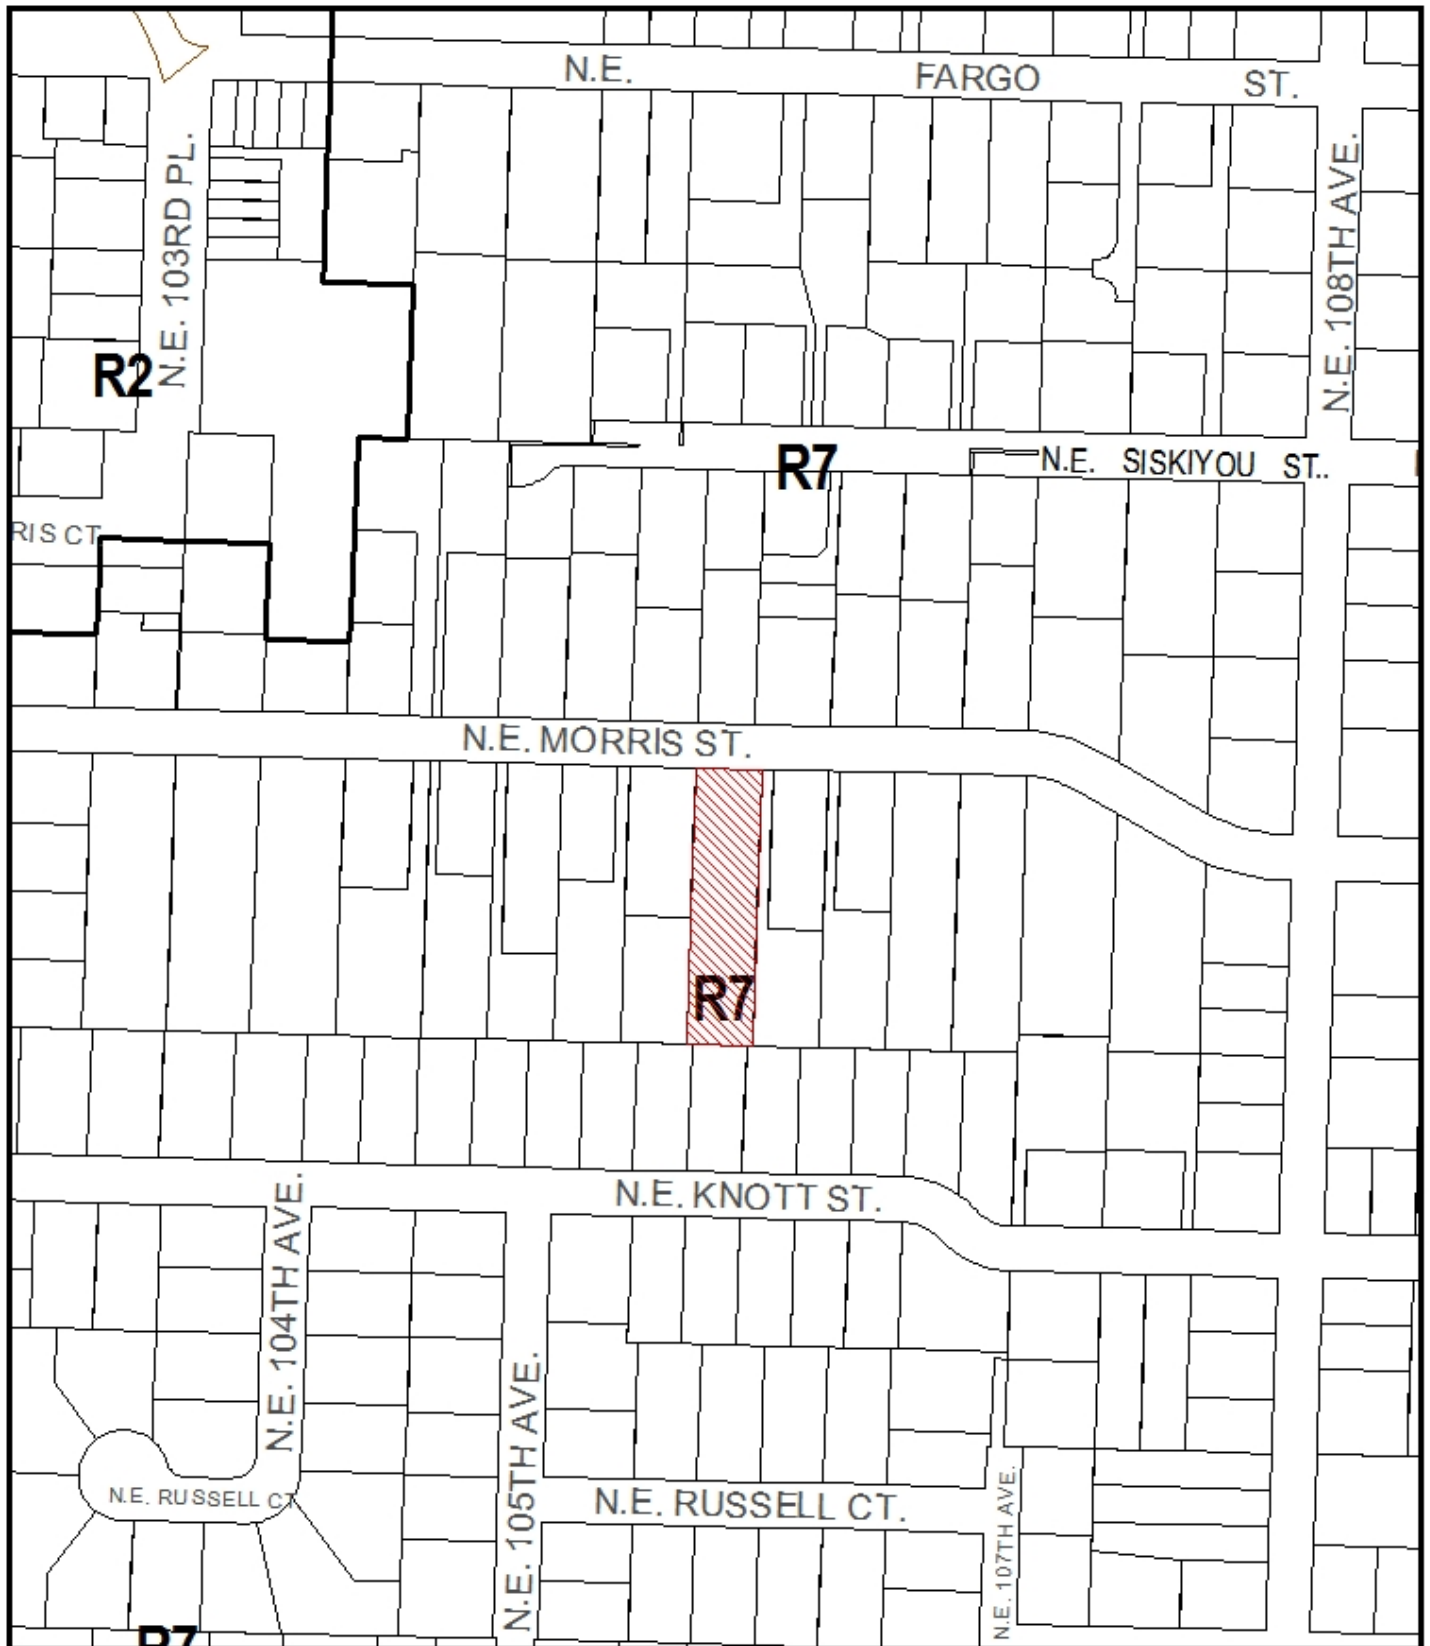 N.E. FARGO ST.
N.E. 103RD PL.
N.E. 108TH AVE.
R2
R7
N.E. SISKIYOU ST..
RIS CT
N.E. MORRIS ST.
R7
N.E. KNOTT ST.
N.E. 104TH AVE.
N.E. 105TH AVE.
N.E. RUSSELL CT
N.E. RUSSELL CT.
N.E. 107TH AVE.
R7